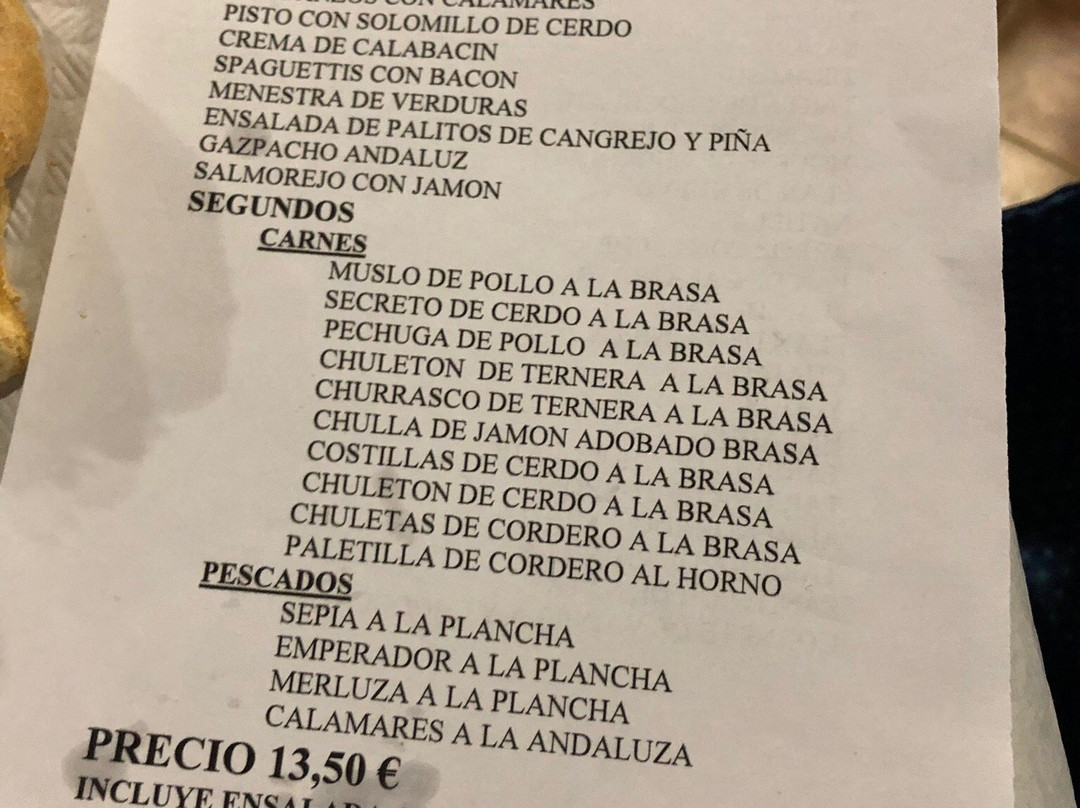 CON CALAMARES
PISTO CON SOLOMILLO DE CERDO
CREMA DE CALABACIN
SPAGUETTIS CON BACON
MENESTRA DE VERDURAS
ENSALADA DE PALITOS DE CANGREJO Y PIÑA
GAZPACHO ANDALUZ
SALMOREJO CON JAMON
SEGUNDOS
CARNES
MUSLO DE POLLO A LA BRASA
SECRETO DE CERDO A LA BRASA
PECHUGA DE POLLO A LA BRASA
CHULETON DE TERNERA A LA BRASA
CHURRASCO DE TERNERA A LA BRASA
CHULLA DE JAMON ADOBADO BRASA
COSTILLAS DE CERDO A LA BRASA
CHULETON DE CERDO A LA BRASA
CHULETAS DE CORDERO A LA BRASA
PALETILLA DE CORDERO AL HORNO
PESCADOS
SEPIA A LA PLANCHA
EMPERADOR A LA PLANCHA
MERLUZA A LA PLANCHA
CALAMARES A LA ANDALUZA
PRECIO 13,50 €
INCLUYE